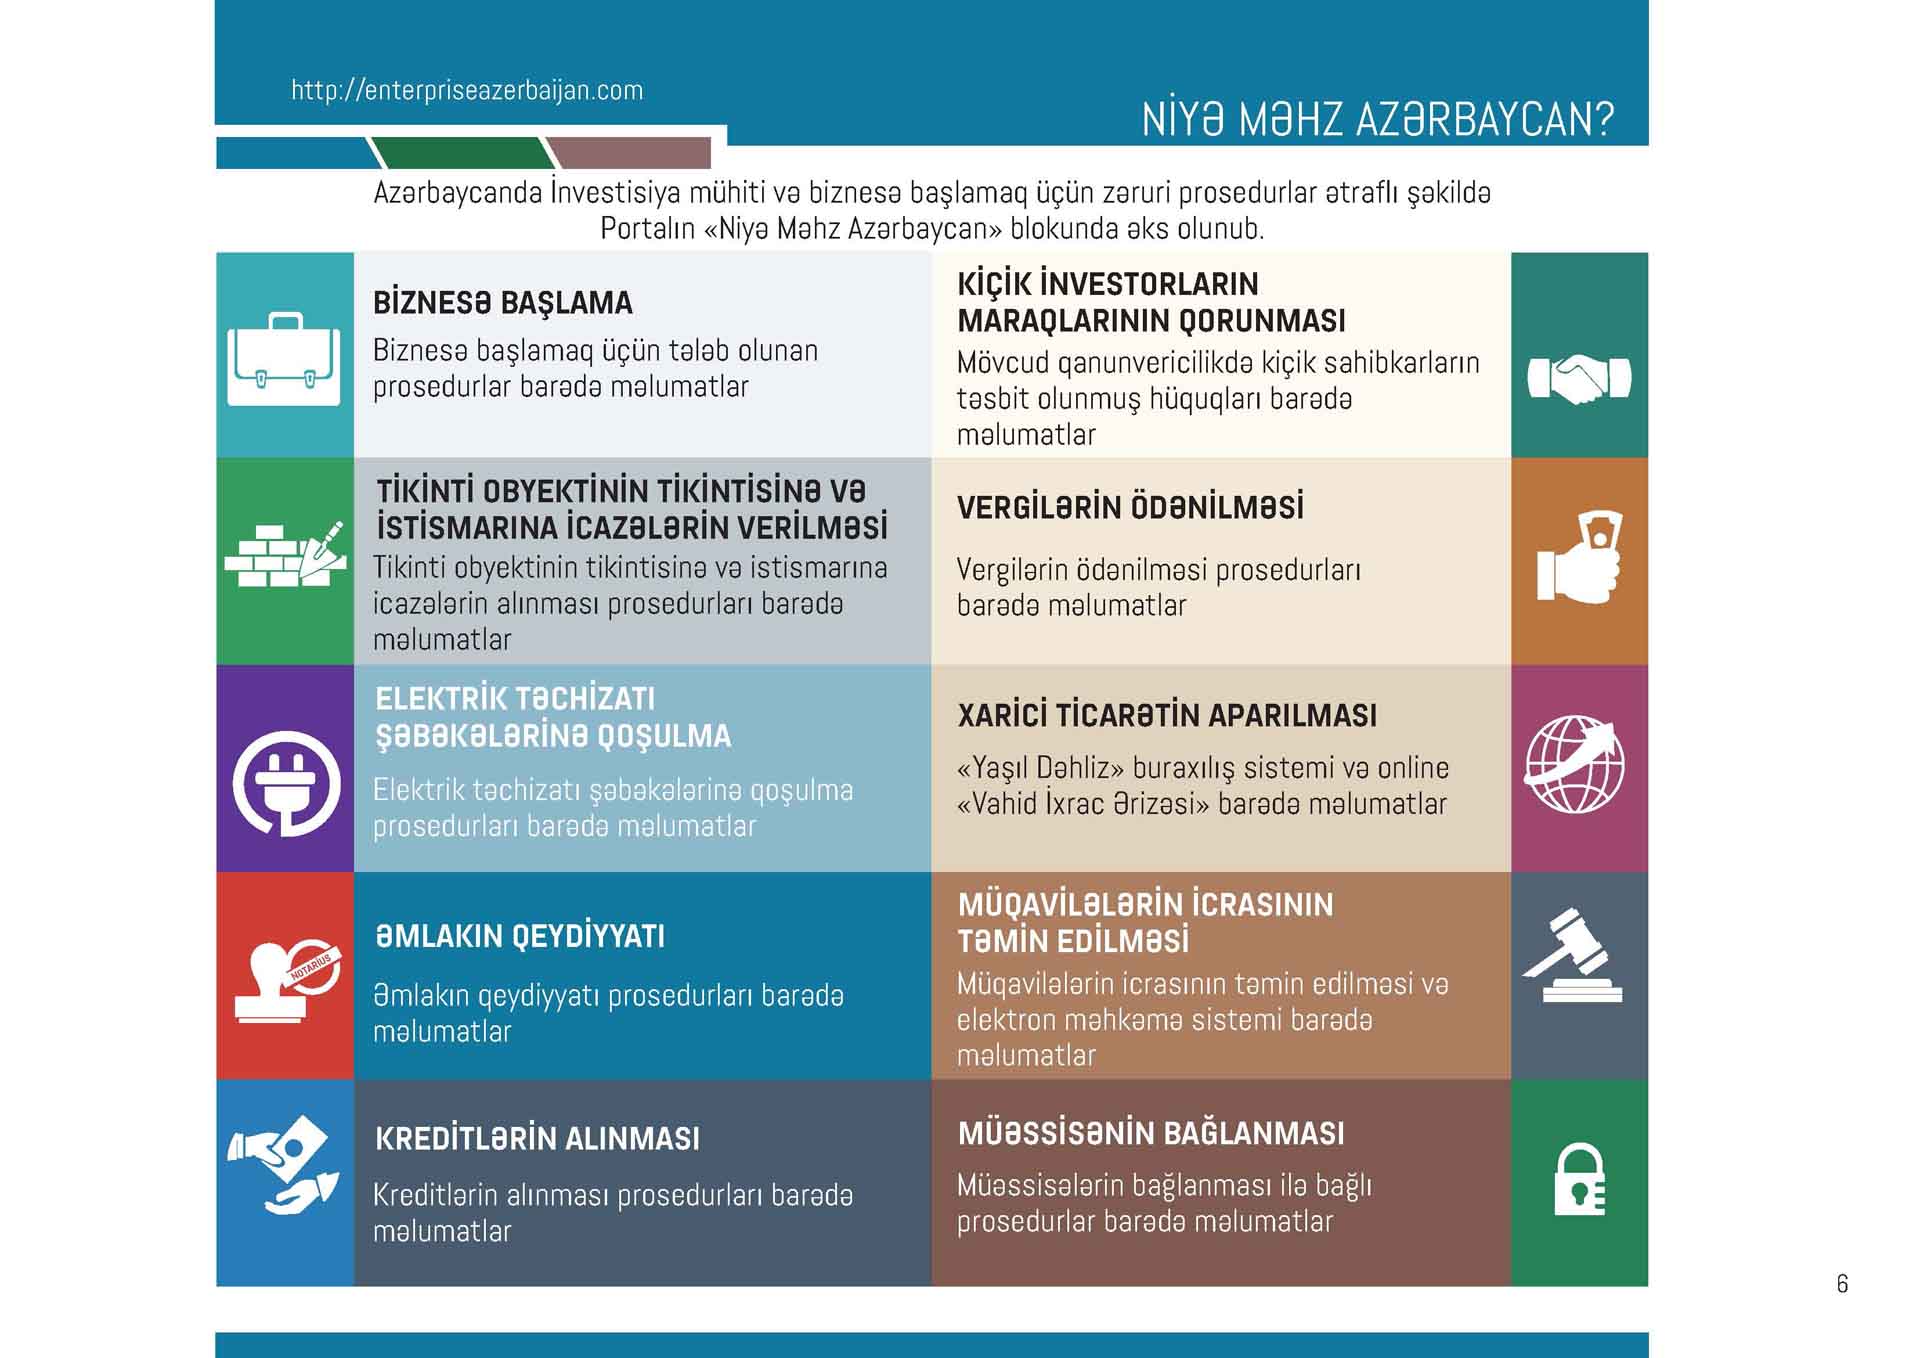 http://enterpriseazerbaijan.com
NİYƏ MƏHZ AZƏRBAYCAN?
Azərbaycanda İnvestisiya mühiti və biznesə başlamaq üçün zəruri prosedurlar ətraflı şəkildə
Portalın «Niyə Məhz Azərbaycan» blokunda əks olunub.
BİZNESƏ BAŞLAMA
Biznesə başlamaq üçün tələb olunan
prosedurlar barədə məlumatlar
KİÇİK İNVESTORLARIN
MARAQLARININ QORUNMASI
Mövcud qanunvericilikdə kiçik sahibkarların
təsbit olunmuş hüquqları barədə
məlumatlar
TİKİNTİ OBYEKTİNİN TİKİNTİSİNƏ VƏ
İSTİSMARINA İCAZƏLƏRİN VERİLMƏSİ
Tikinti obyektinin tikintisinə və istismarına
icazələrin alınması prosedurları barədə
məlumatlar
VERGİLƏRİN ÖDƏNİLMƏSİ
Vergilərin ödənilməsi prosedurları
barədə məlumatlar
ELEKTRİK TƏCHİZATI
ŞƏBƏKƏLƏRİNƏ QOŞULMA
Elektrik təchizatı şəbəkələrinə qoşulma
prosedurları barədə məlumatlar
XARİCİ TİCARƏTİN APARILMASI
«Yaşıl Dəhliz» buraxılış sistemi və online
«Vahid İxrac Ərizəsi» barədə məlumatlar
NOTARIUS
ƏMLAKIN QEYDİYYATI
Əmlakın qeydiyyatı prosedurları barədə
məlumatlar
MÜQAVİLƏLƏRİN İCRASININ
TƏMİN EDİLMƏSİ
Müqavilələrin icrasının təmin edilməsi və
elektron məhkəmə sistemi barədə
məlumatlar
KREDİTLƏRİN ALINMASI
Kreditlərin alınması prosedurları barədə
məlumatlar
MÜƏSSİSƏNİN BAĞLANMASI
Müəssisələrin bağlanması ilə bağlı
prosedurlar barədə məlumatlar
6